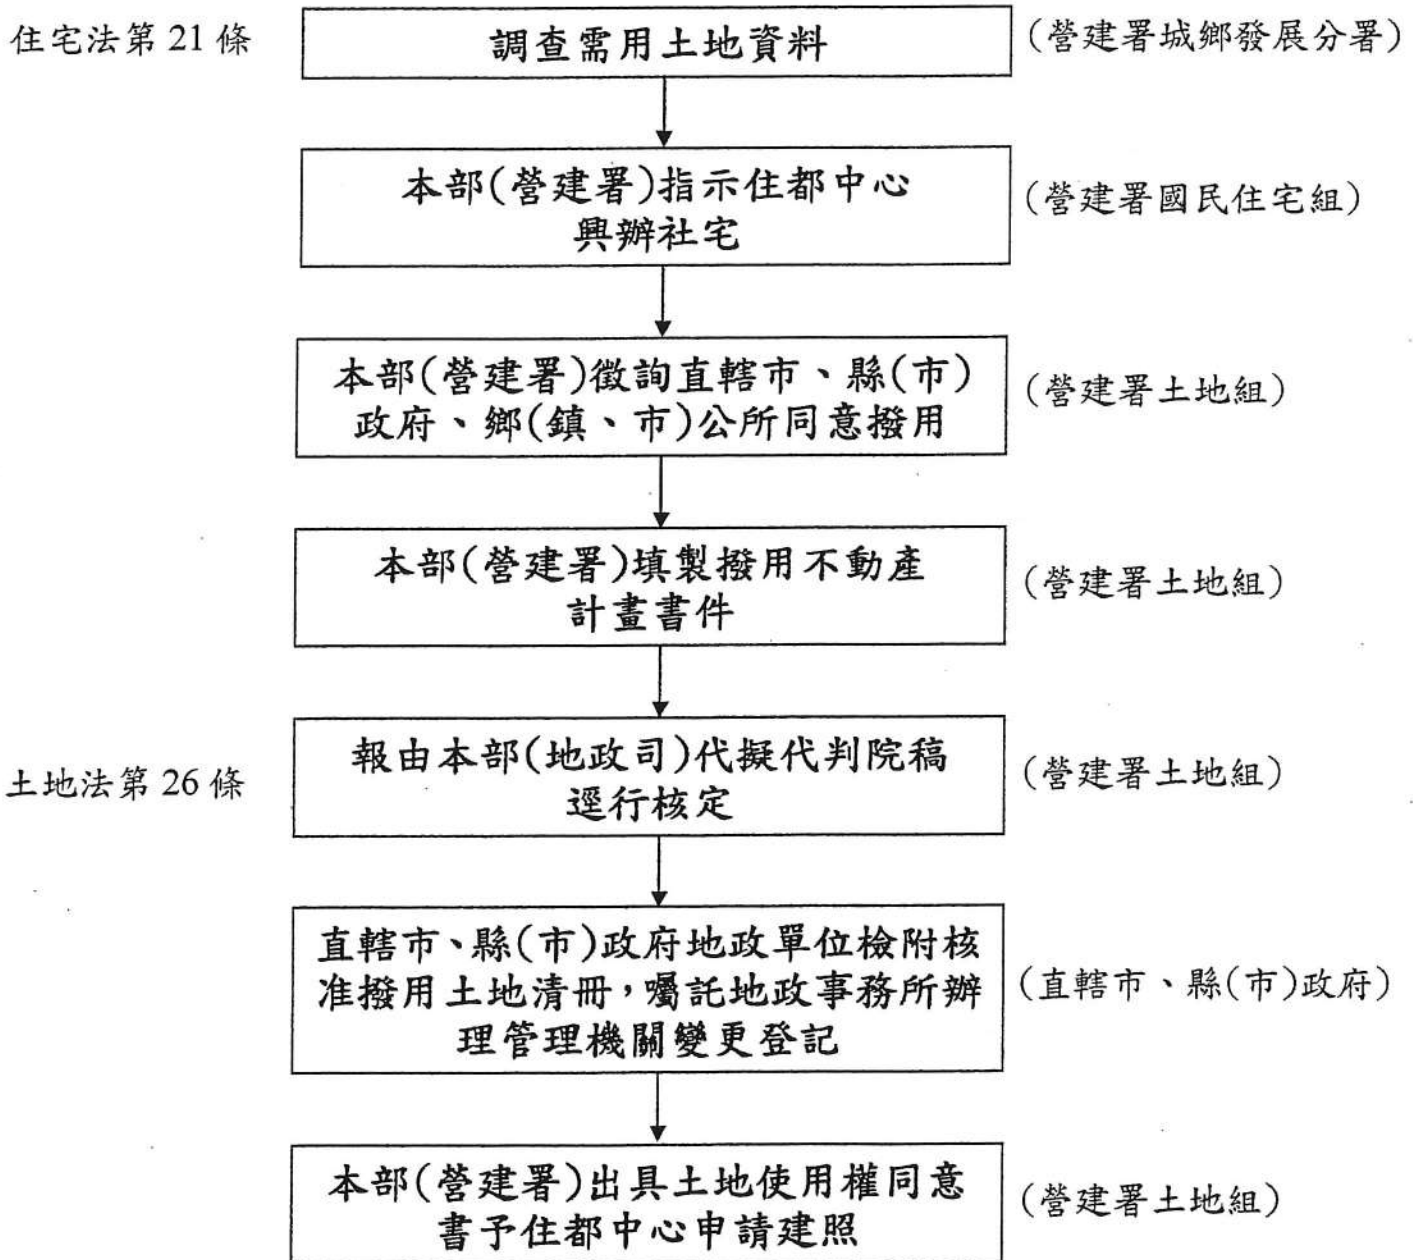 住宅法第 21 條
調查需用土地資料
(營建署城鄉發展分署)
本部(營建署)指示住都中心
興辦社宅
(營建署國民住宅組)
本部(營建署)徵詢直轄市、縣(市)
政府、鄉(鎮、市)公所同意撥用
(營建署土地組)
本部(營建署)填製撥用不動產
計畫書件
(營建署土地組)
土地法第 26 條
報由本部(地政司)代擬代判院稿
逕行核定
(營建署土地組)
直轄市、縣(市)政府地政單位檢附核
准撥用土地清冊，囑託地政事務所辦
理管理機關變更登記
(直轄市、縣(市)政府)
本部(營建署)出具土地使用權同意
書予住都中心申請建照
(營建署土地組)